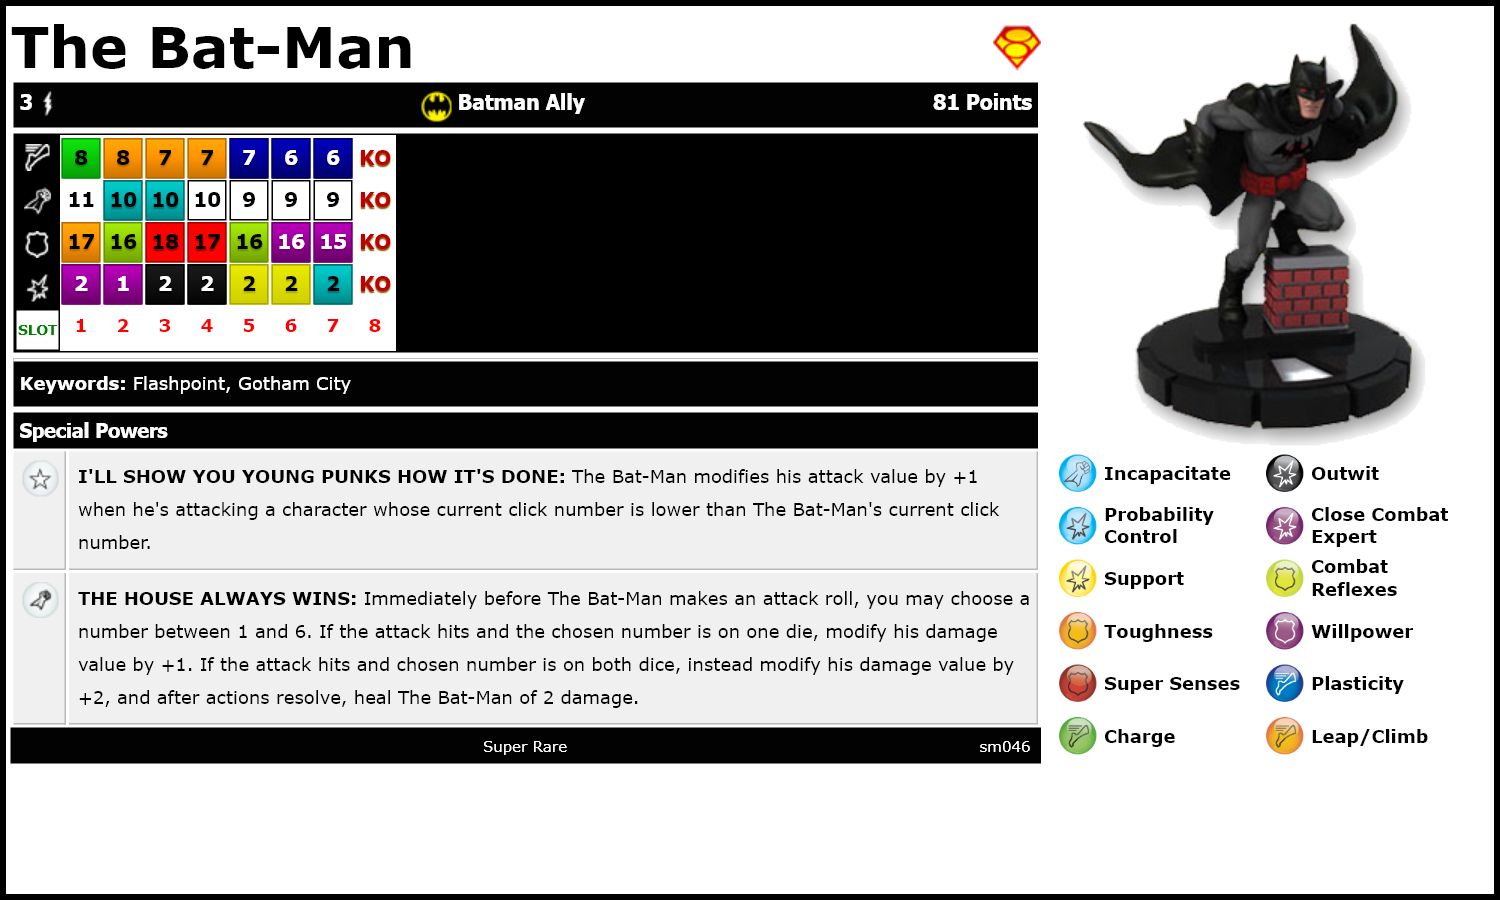 The Bat-Man
3 Batman Ally 81 Points
8 8 7 7 7 6 6 KO
11 10 10 10 9 9 9 KO
17 16 18 17 16 16 15 KO
2 1 2 2 2 2 2 KO
SLOT 1 2 3 4 5 6 7 8
Keywords: Flashpoint, Gotham City
Special Powers
I'LL SHOW YOU YOUNG PUNKS HOW IT'S DONE: The Bat-Man modifies his attack value by +1
when he's attacking a character whose current click number is lower than The Bat-Man's current click
number.
THE HOUSE ALWAYS WINS: Immediately before The Bat-Man makes an attack roll, you may choose a
number between 1 and 6. If the attack hits and the chosen number is on one die, modify his damage
value by +1. If the attack hits and chosen number is on both dice, instead modify his damage value by
+2, and after actions resolve, heal The Bat-Man of 2 damage.
Super Rare sm046
Incapacitate Outwit
Probability Close Combat
Control Expert
Support Combat
Reflexes
Toughness Willpower
Super Senses Plasticity
Charge Leap/Climb